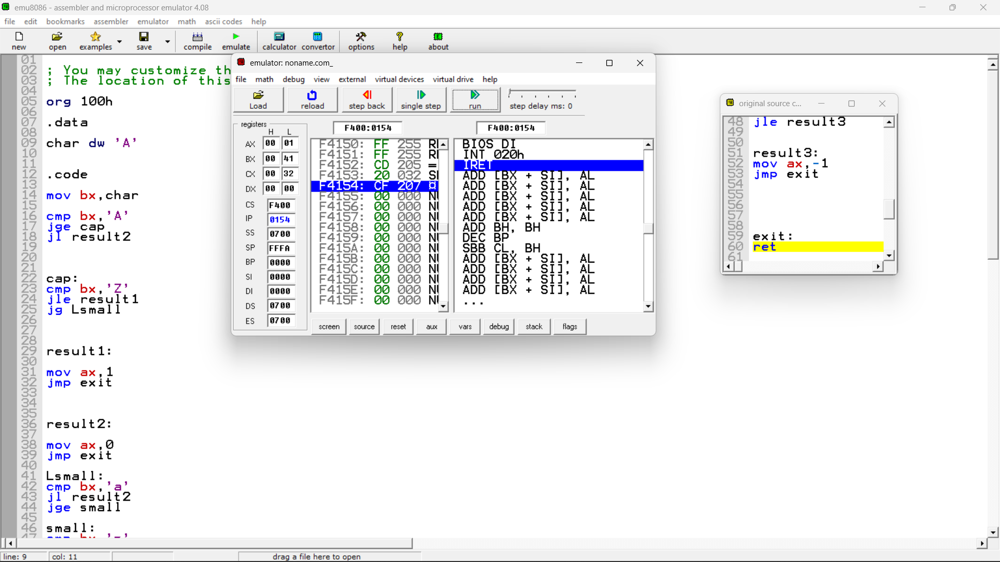 emu8086 - assembler and microprocessor emulator 4.08
file edit bookmarks assembler emulator math ascii codes help
new open examples save compile emulate calculator convertor options help about
01
02 ; You may customize th
03 ; The location of this
04
05 org 100h
06
07 .data
08
09 char dw 'A'
10
11
12 .code
13
14 mov bx,char
15
16 cmp bx,'A'
17 jge cap
18 jl result2
19
20
21
22 cap:
23 cmp bx,'Z'
24 jle result1
25 jg Lsmall
26
27
28
29 result1:
30
31 mov ax,1
32 jmp exit
33
34
35
36 result2:
37
38 mov ax,0
39 jmp exit
40
41 Lsmall:
42 cmp bx,'a'
43 jl result2
44 jge small
45
46 small:
47
line: 9 col: 11 drag a file here to open
emulator: noname.com_
file math debug view external virtual devices virtual drive help
Load reload step back single step run step delay ms: 0
registers F400:0154 F400:0154
H L
AX 00 01
BX 00 41
CX 00 32
DX 00 00
CS F400
IP 0154
SS 0700
SP FFFA
BP 0000
SI 0000
DI 0000
DS 0700
ES 0700
F4150: FF 255
F4151: FF 255
F4152: CD 205 =
F4153: 20 032
F4154: CF 207 ¤
F4155: 00 000
F4156: 00 000
F4157: 00 000
F4158: 00 000
F4159: 00 000
F415A: 00 000
F415B: 00 000
F415C: 00 000
F415D: 00 000
F415E: 00 000
F415F: 00 000
BIOS DI
INT 020h
IRET
ADD [BX + SI], AL
ADD [BX + SI], AL
ADD [BX + SI], AL
ADD [BX + SI], AL
ADD [BX + SI], AL
ADD BH, BH
DEC BP
SBB CL, BH
ADD [BX + SI], AL
ADD [BX + SI], AL
ADD [BX + SI], AL
ADD [BX + SI], AL
...
screen source reset aux vars debug stack flags
original source c...
48 jle result3
49
50
51 result3:
52 mov ax,-1
53 jmp exit
54
55
56
57
58
59 exit:
60 ret
61